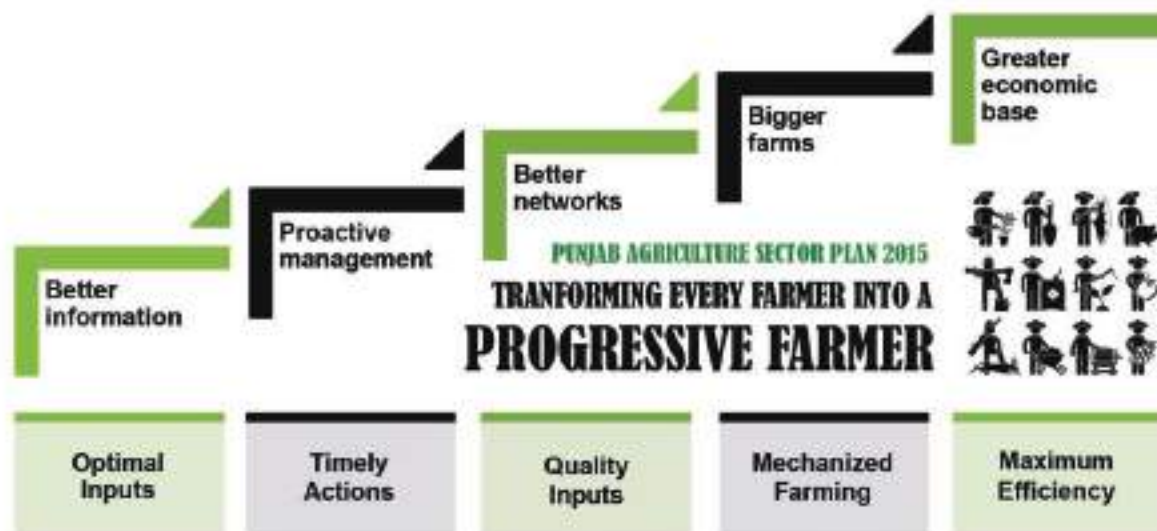 Greater
economic
base
Bigger
farms
Better
networks
Proactive
management
Better
information
PUNJAB AGRICULTURE SECTOR PLAN 2015
TRANFORMING EVERY FARMER INTO A
PROGRESSIVE FARMER
Optimal
Inputs
Timely
Actions
Quality
Inputs
Mechanized
Farming
Maximum
Efficiency